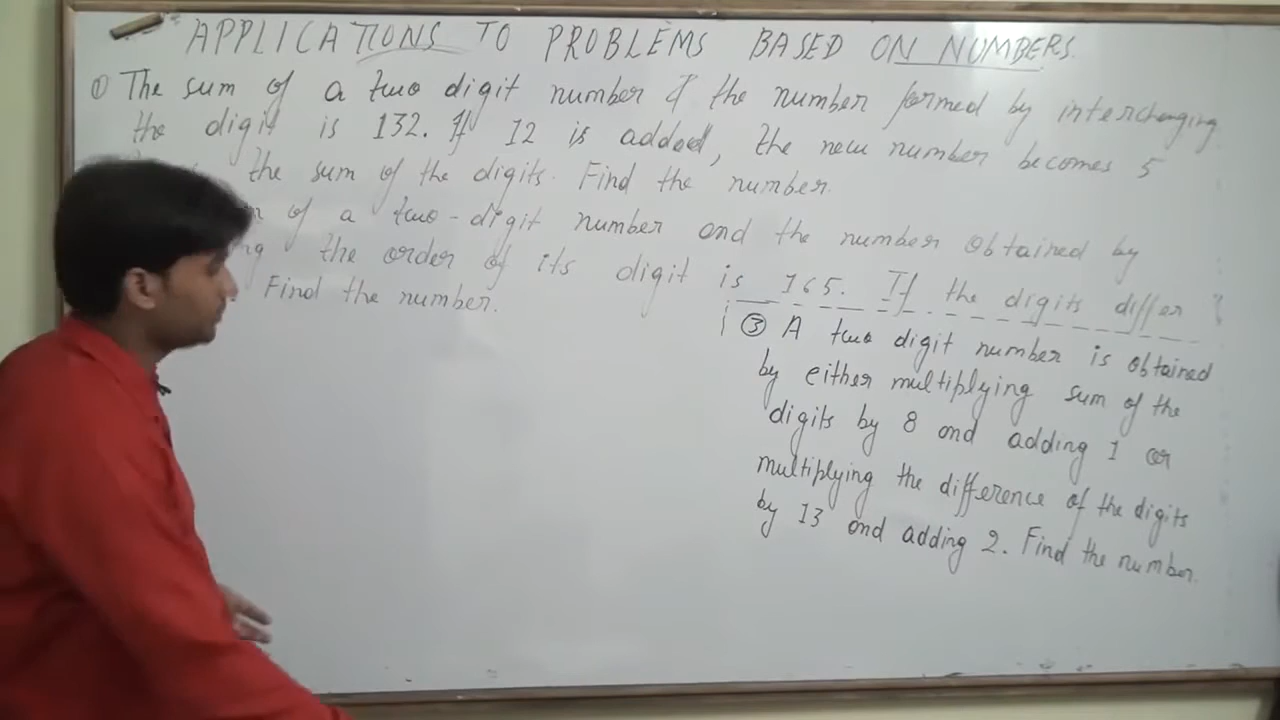 APPLICATIONS TO PROBLEMS BASED ON NUMBERS.
① The sum of a two digit number & the number formed by interchanging
the digit is 132. If 12 is added, the new number becomes 5
the sum of the digits. Find the number.
of a two-digit number and the number obtained by
the order of its digit is 165. If the digits differ
Find the number.
③ A two digit number is obtained
by either multiplying sum of the
digits by 8 and adding 1 or
multiplying the difference of the digits
by 13 and adding 2. Find the number.